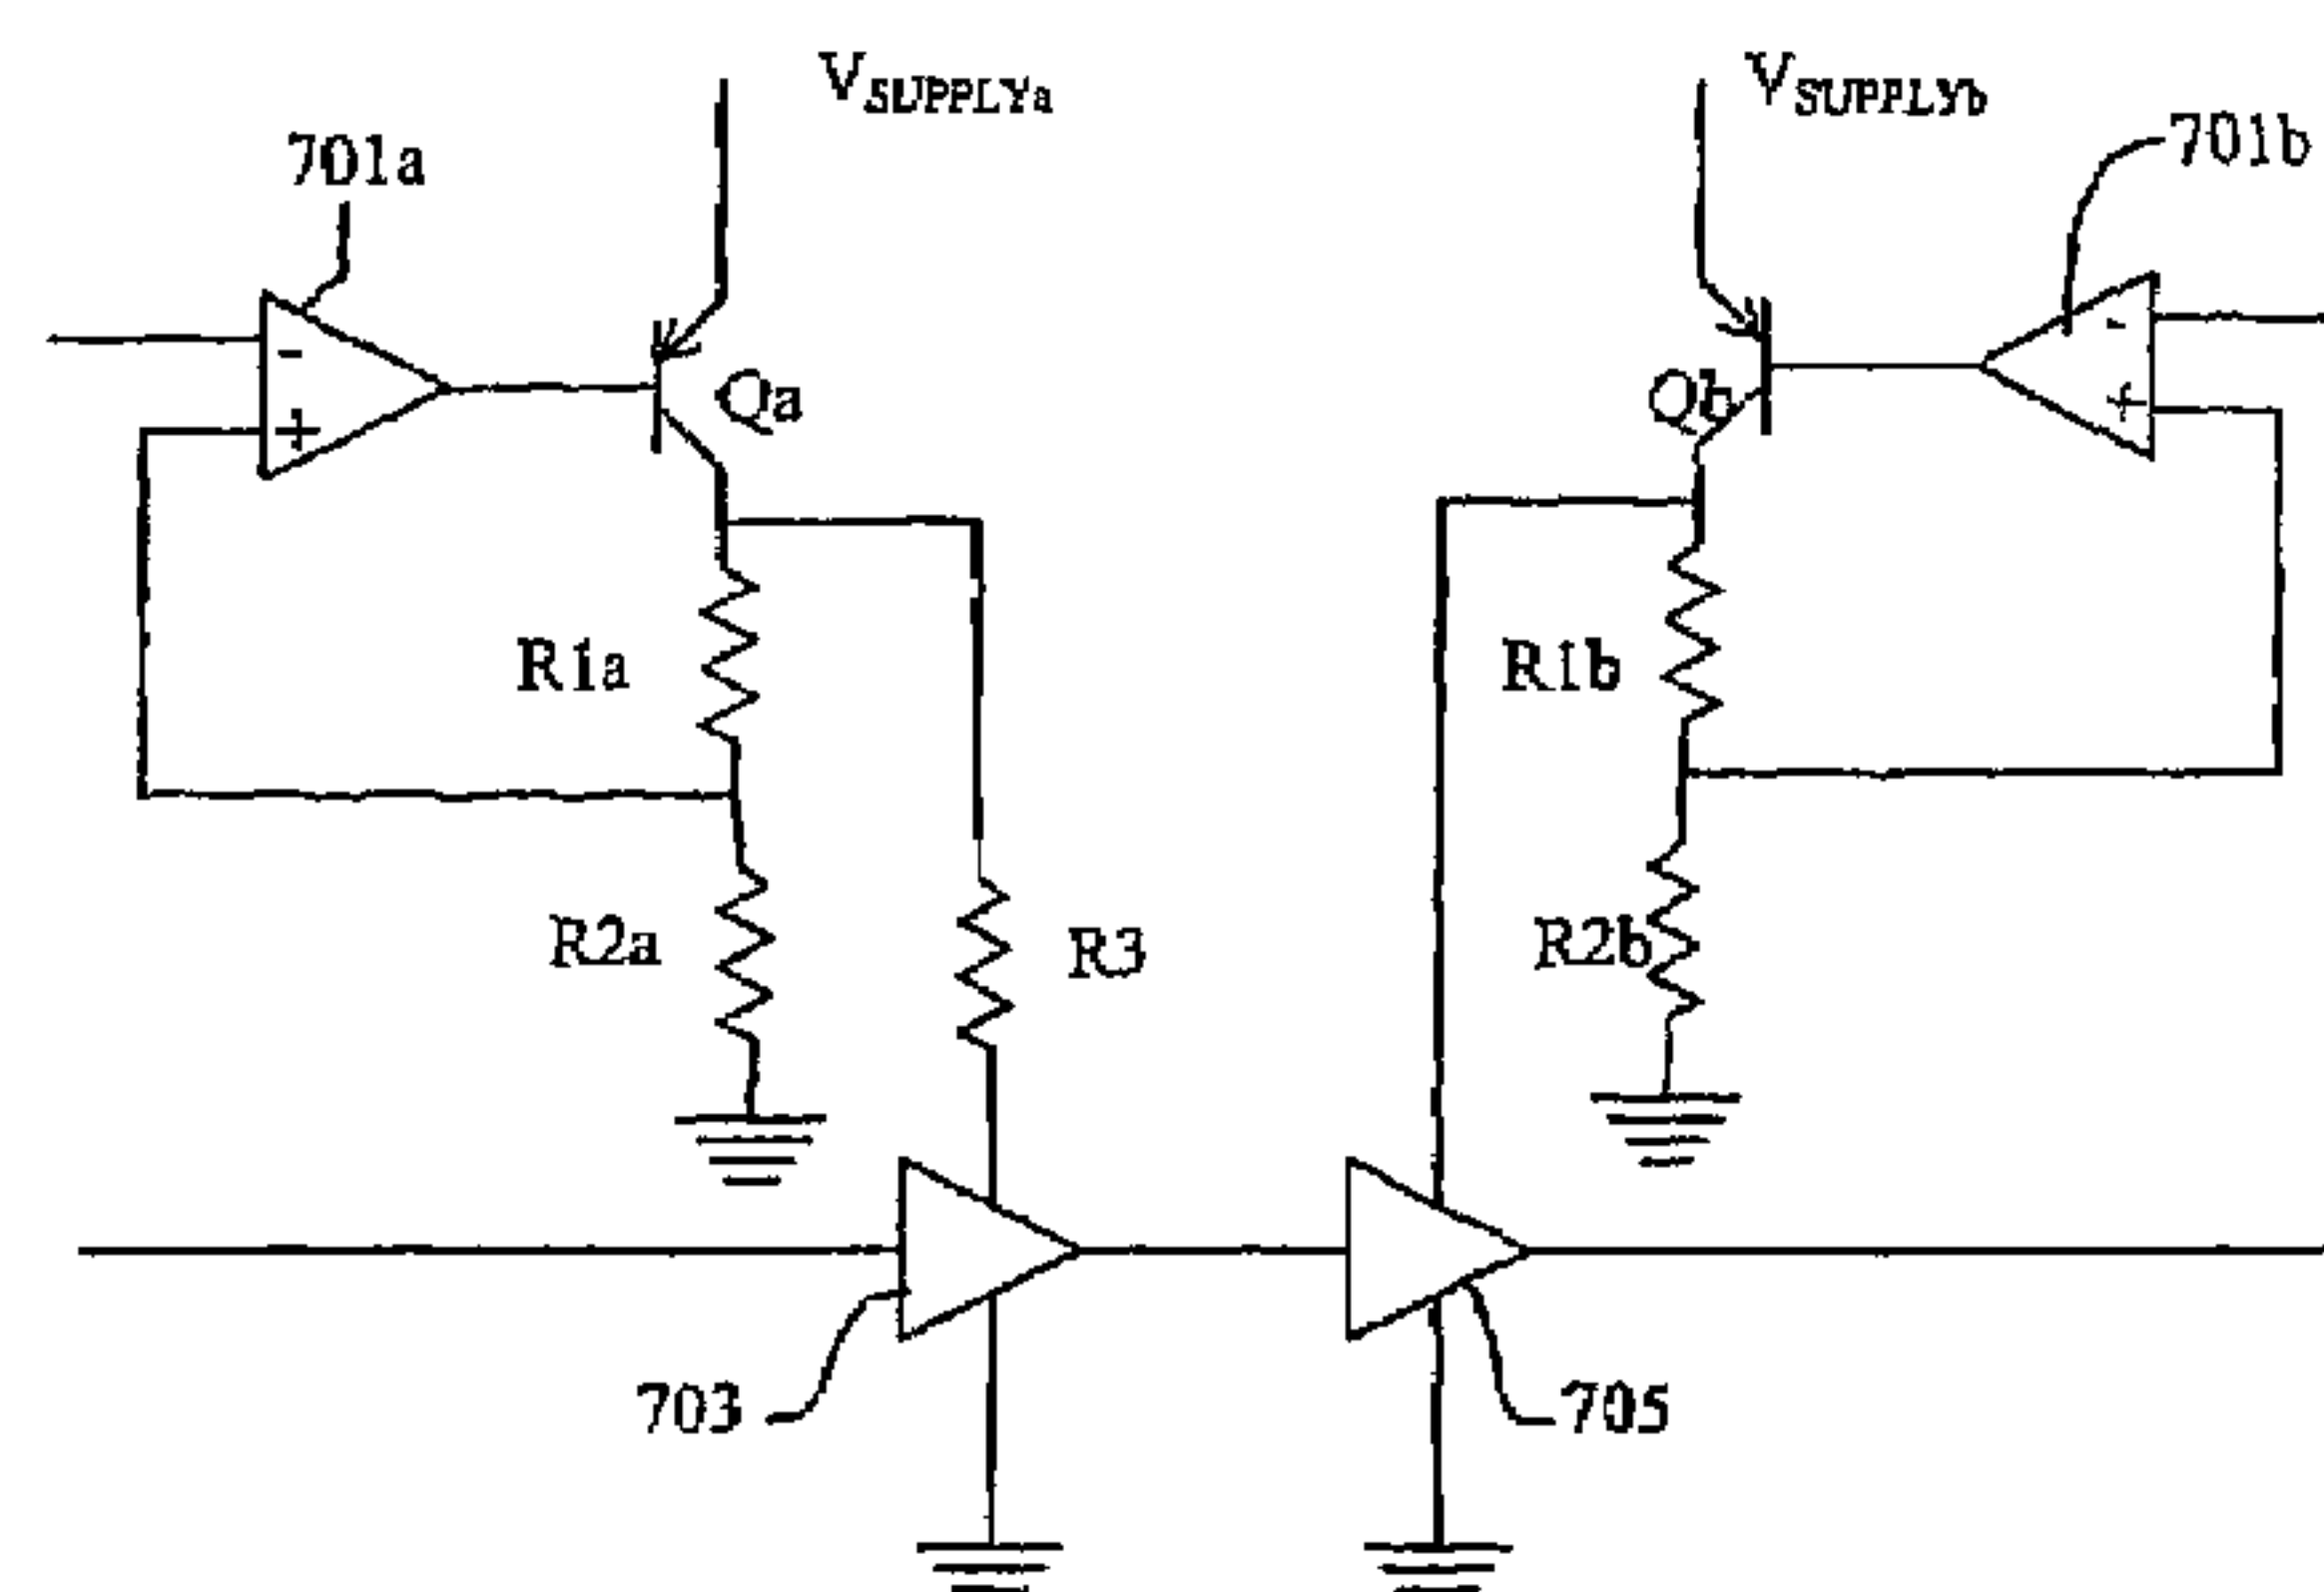 VSUPPLYa
VSUPPLYb
701a
701b
-
-
Qa
Qb
+
+
R1a
R1b
R2a
R3
R2b
703
705